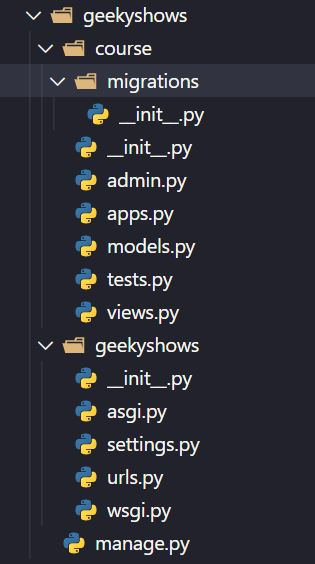 geekyshows
course
migrations
__init__.py
__init__.py
admin.py
apps.py
models.py
tests.py
views.py
geekyshows
__init__.py
asgi.py
settings.py
urls.py
wsgi.py
manage.py